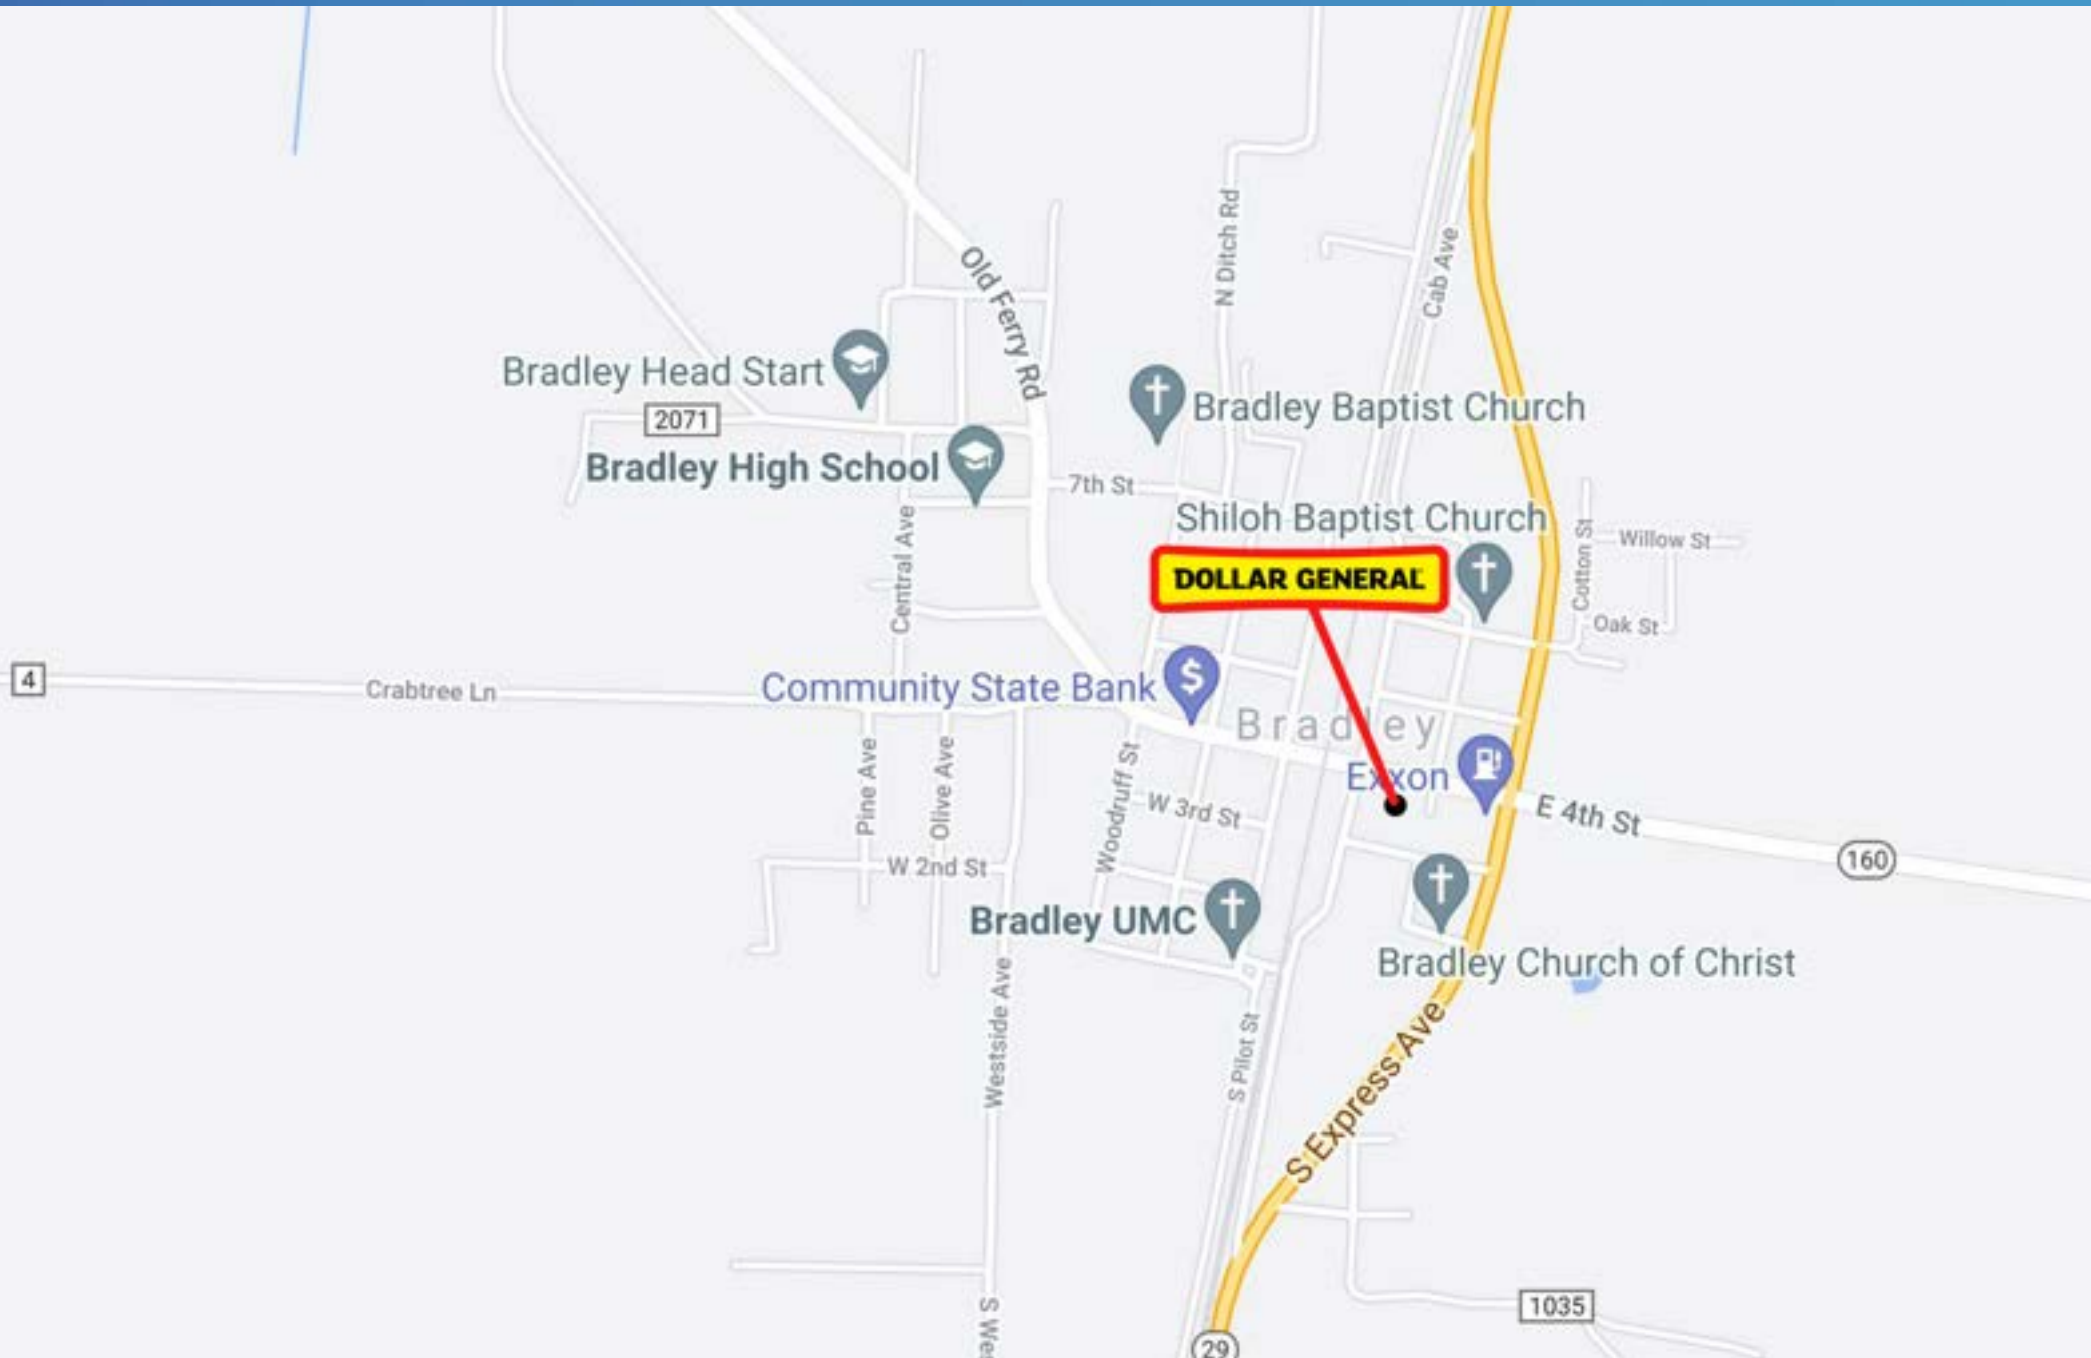 N Ditch Rd
Cab Ave
Old Ferry Rd
Bradley Head Start
2071
Bradley Baptist Church
Bradley High School
7th St
Shiloh Baptist Church
Central Ave
Cotton St
Willow St
DOLLAR GENERAL
Oak St
4
Crabtree Ln
Community State Bank
Bradley
Exxon
Pine Ave
Olive Ave
Woodruff St
W 3rd St
E 4th St
160
W 2nd St
Bradley UMC
Bradley Church of Christ
Westside Ave
S Pilot St
S Express Ave
1035
S Wes
29